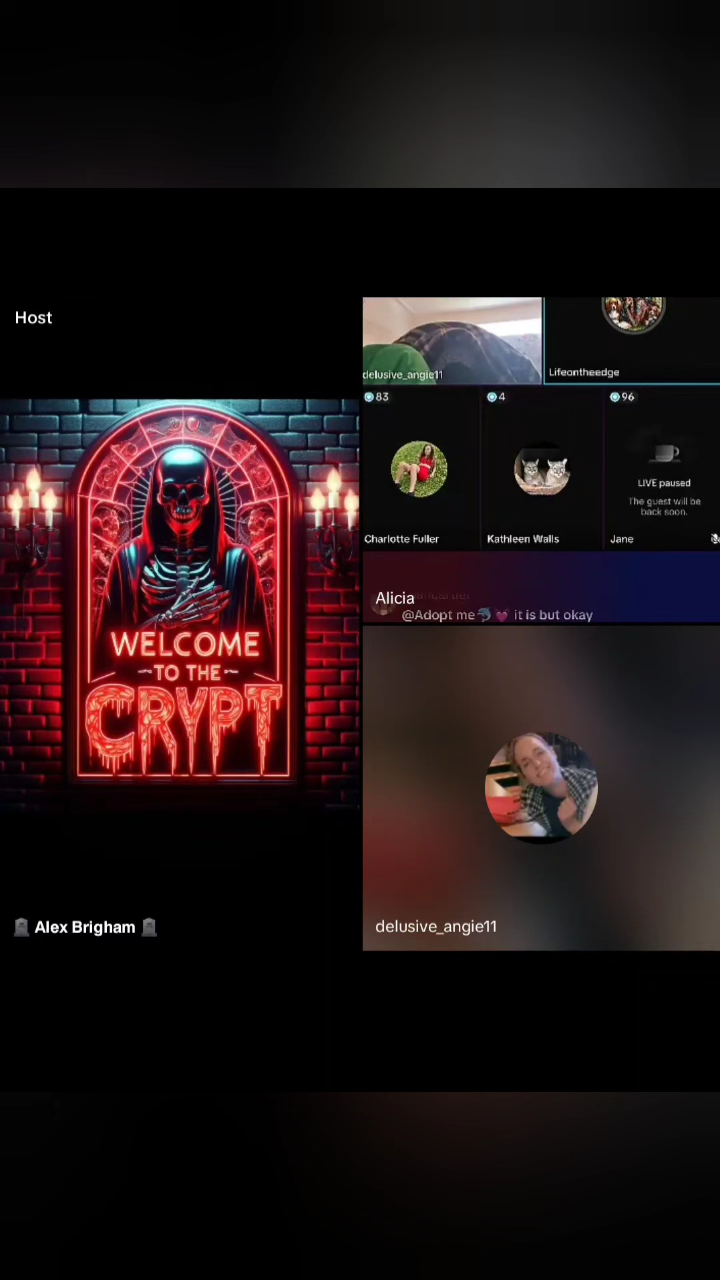 Host
delusive_angie11
Lifeontheedge
83
4
96
LIVE paused
The guest will be
back soon.
Charlotte Fuller
Kathleen Walls
Jane
Alicia
@Adopt me🐬💓 it is but okay
WELCOME
TO THE
CRYPT
🪦 Alex Brigham 🪦
delusive_angie11